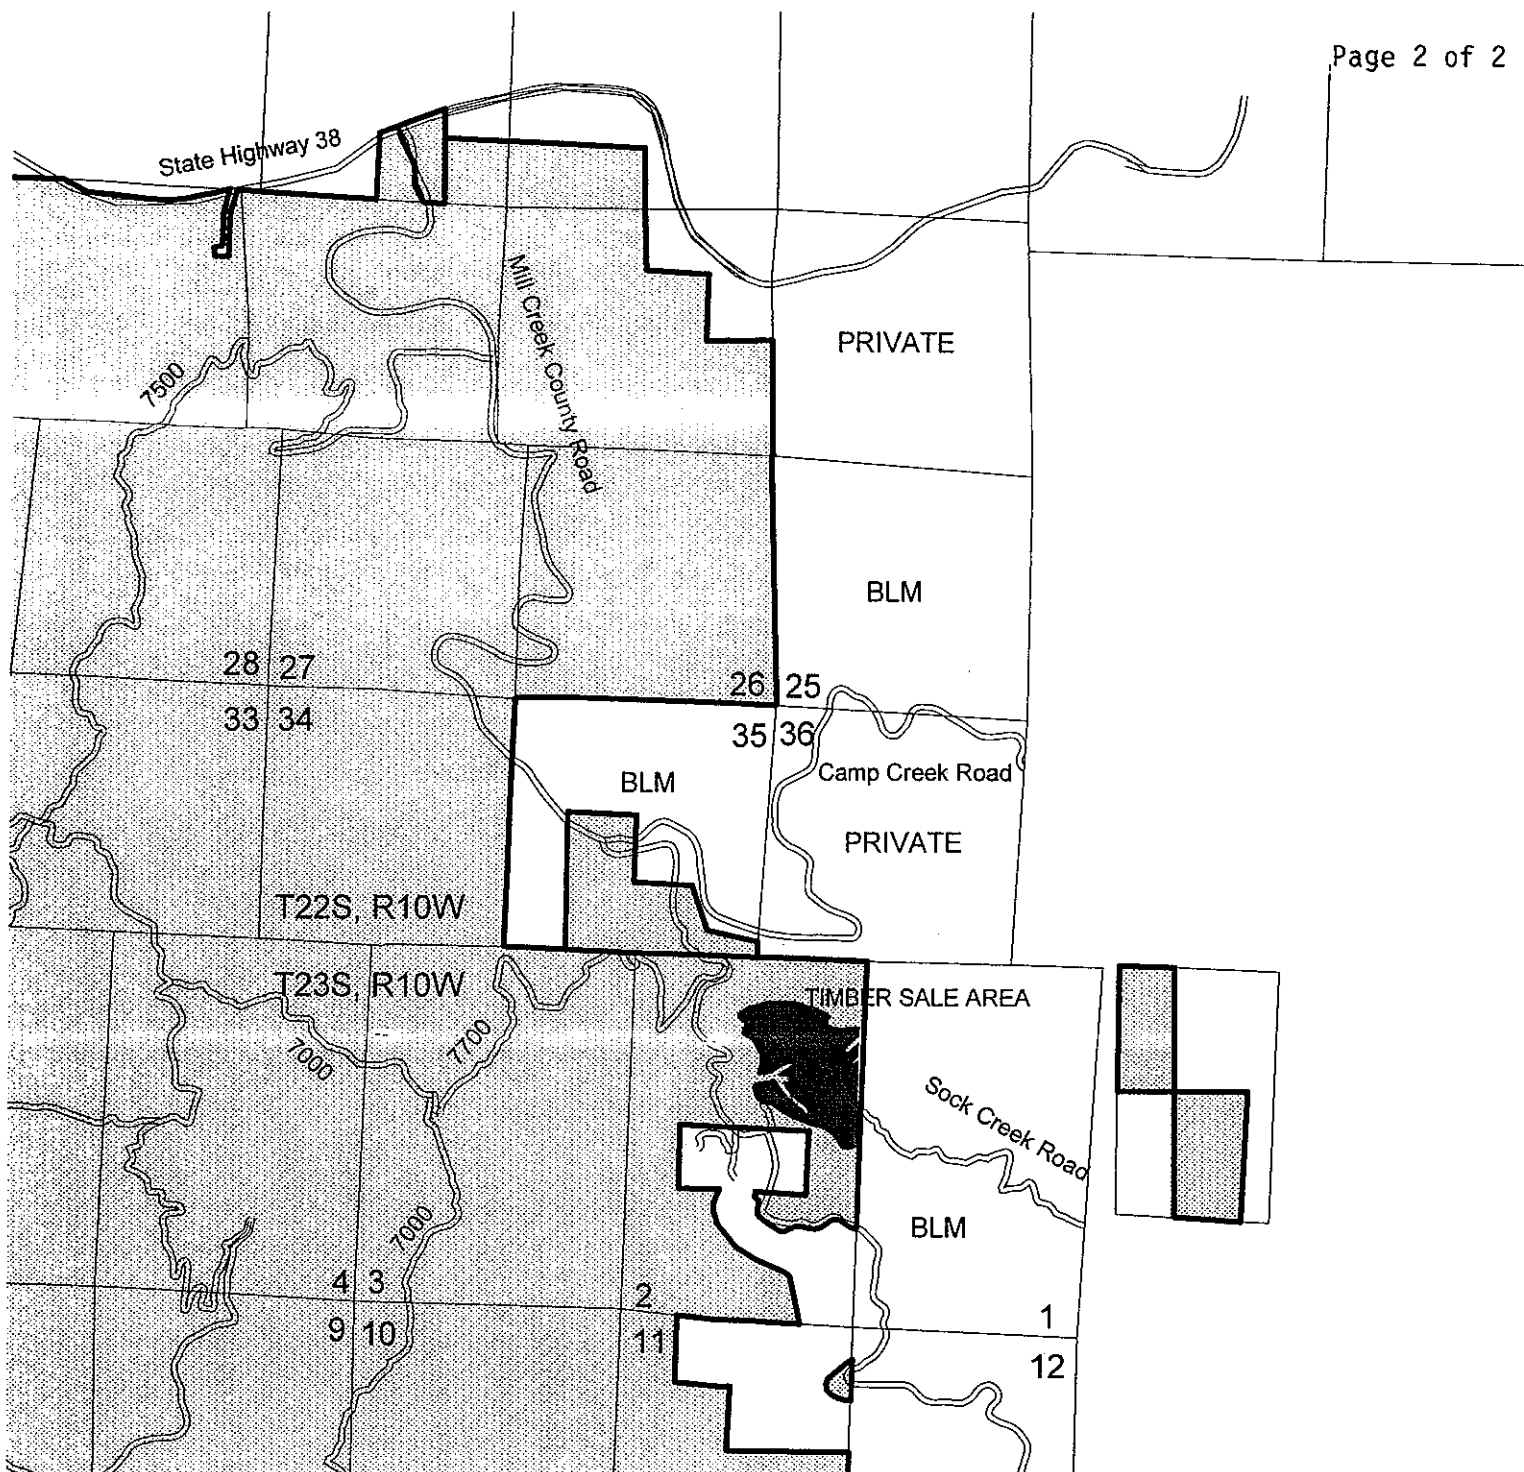 Page 2 of 2
State Highway 38
Mill Creek County Road
PRIVATE
7500
BLM
28 27
26 25
33 34
35 36
BLM
Camp Creek Road
PRIVATE
T22S, R10W
T23S, R10W
TIMBER SALE AREA
7000
7700
Sock Creek Road
7000
BLM
4 3
2
1
9 10
11
12